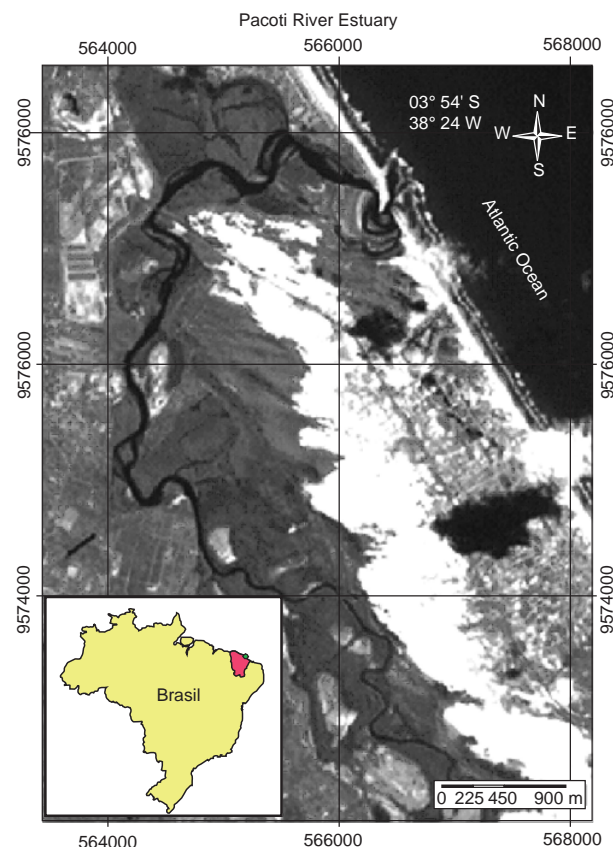 Pacoti River Estuary
564000 566000 568000
03° 54' S
38° 24 W
N
W E
S
9576000 9576000
Atlantic Ocean
9576000 9576000
9574000 9574000
Brasil
0 225 450 900 m
564000 566000 568000